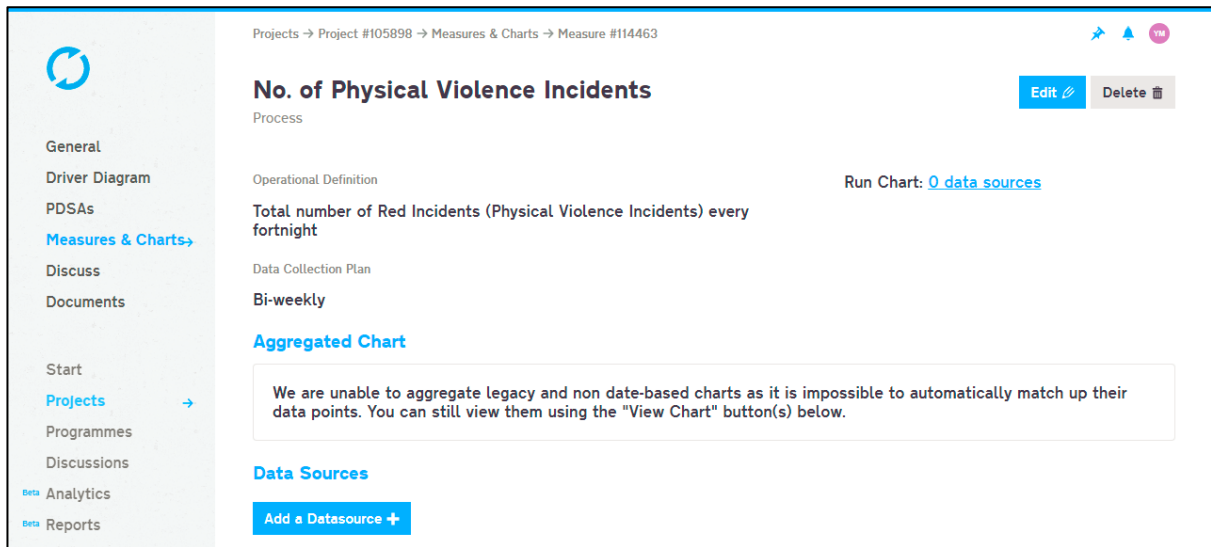 Projects → Project #105898 → Measures & Charts → Measure #114463
YM
No. of Physical Violence Incidents
Process
Edit
Delete
General
Driver Diagram
PDSAs
Measures & Charts→
Discuss
Documents
Start
Projects →
Programmes
Discussions
Beta Analytics
Beta Reports
Operational Definition
Run Chart: 0 data sources
Total number of Red Incidents (Physical Violence Incidents) every
fortnight
Data Collection Plan
Bi-weekly
Aggregated Chart
We are unable to aggregate legacy and non date-based charts as it is impossible to automatically match up their
data points. You can still view them using the "View Chart" button(s) below.
Data Sources
Add a Datasource +